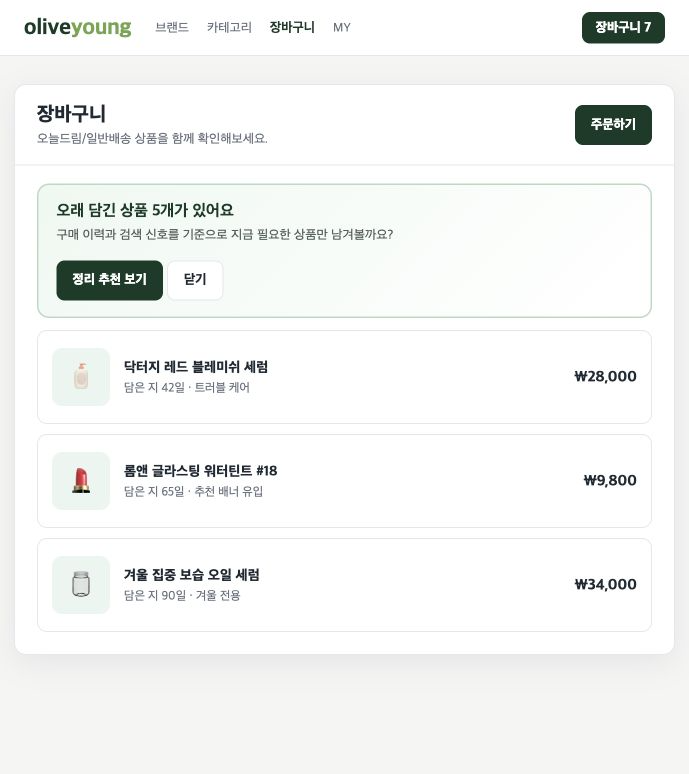 oliveyoung 브랜드 카테고리 장바구니 MY 장바구니 7
장바구니
오늘드림/일반배송 상품을 함께 확인해보세요.
주문하기
오래 담긴 상품 5개가 있어요
구매 이력과 검색 신호를 기준으로 지금 필요한 상품만 남겨볼까요?
정리 추천 보기 닫기
닥터지 레드 블레미쉬 세럼
담은 지 42일 · 트러블 케어
₩28,000
롬앤 글라스팅 워터틴트 #18
담은 지 65일 · 추천 배너 유입
₩9,800
겨울 집중 보습 오일 세럼
담은 지 90일 · 겨울 전용
₩34,000